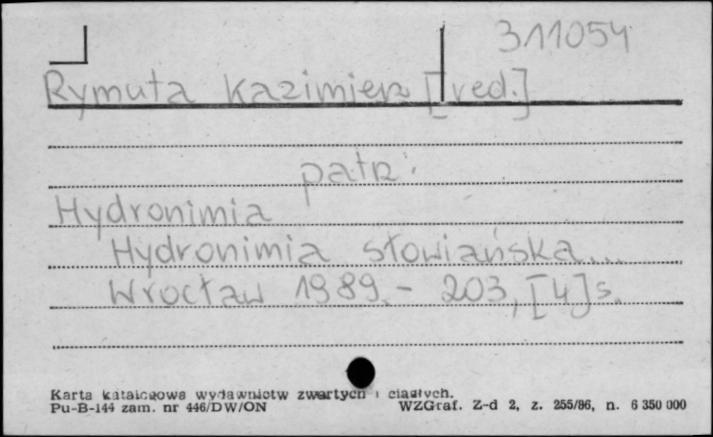 311054
Rymuta Kazimierz [red.]
patrz:
Hydronimia
Hydronimia słowiańska...
Wrocław 1989. - 203, [4] s.
Karta katalogowa wydawnictw zwartych i ciągłych.
Pu-B-144 zam. nr 446/DW/ON WZGraf. Z-d 2, z. 255/86, n. 6 350 000